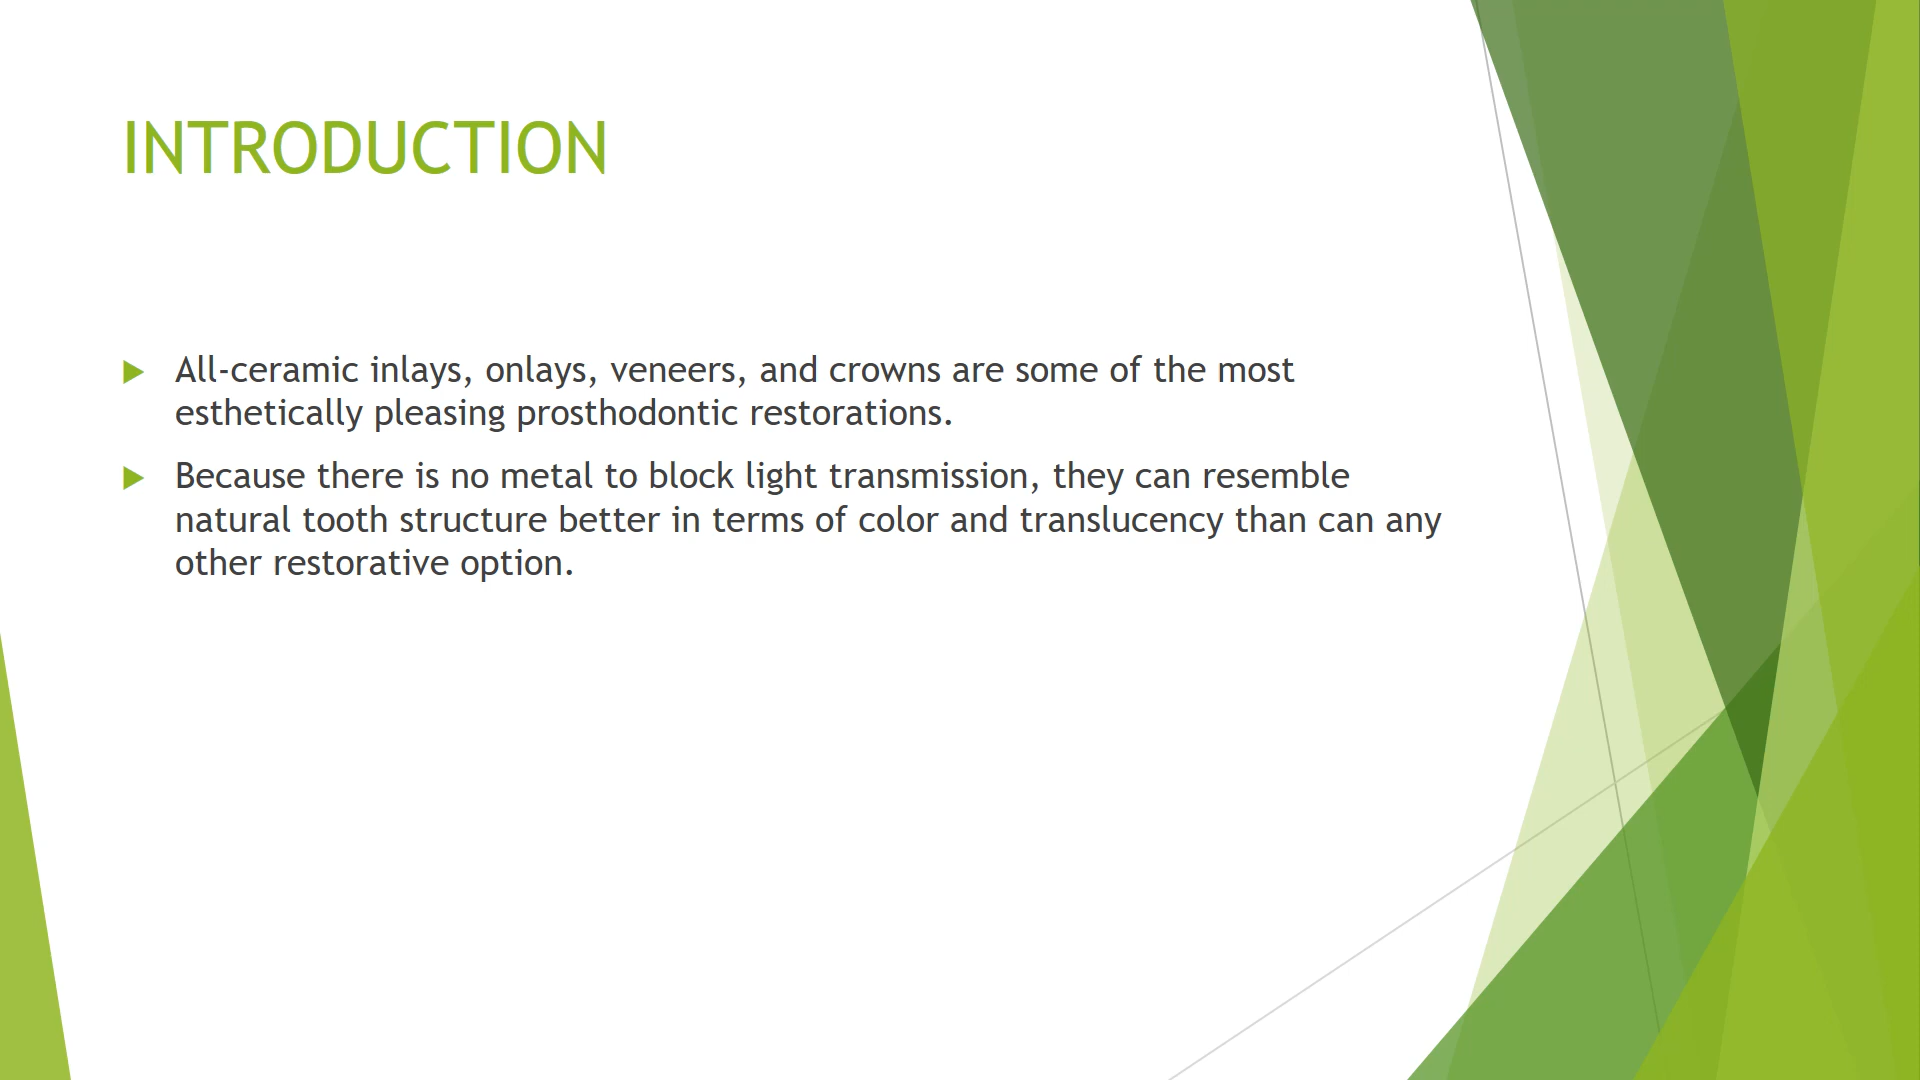 INTRODUCTION
All-ceramic inlays, onlays, veneers, and crowns are some of the most
esthetically pleasing prosthodontic restorations.
Because there is no metal to block light transmission, they can resemble
natural tooth structure better in terms of color and translucency than can any
other restorative option.